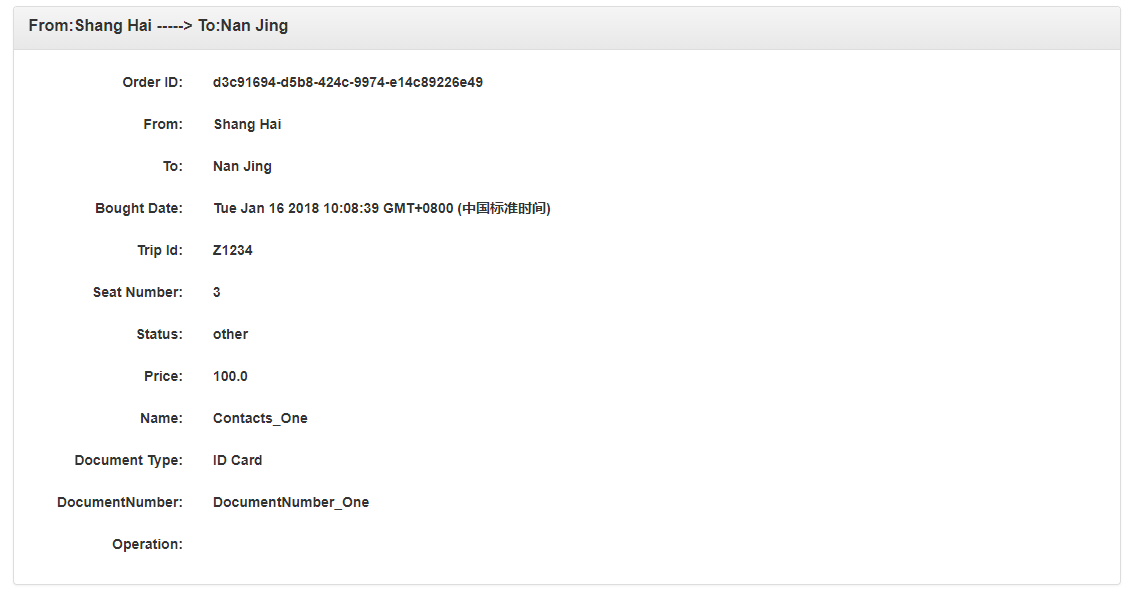 From:Shang Hai -----> To:Nan Jing
Order ID: d3c91694-d5b8-424c-9974-e14c89226e49
From: Shang Hai
To: Nan Jing
Bought Date: Tue Jan 16 2018 10:08:39 GMT+0800 (中国标准时间)
Trip Id: Z1234
Seat Number: 3
Status: other
Price: 100.0
Name: Contacts_One
Document Type: ID Card
DocumentNumber: DocumentNumber_One
Operation: